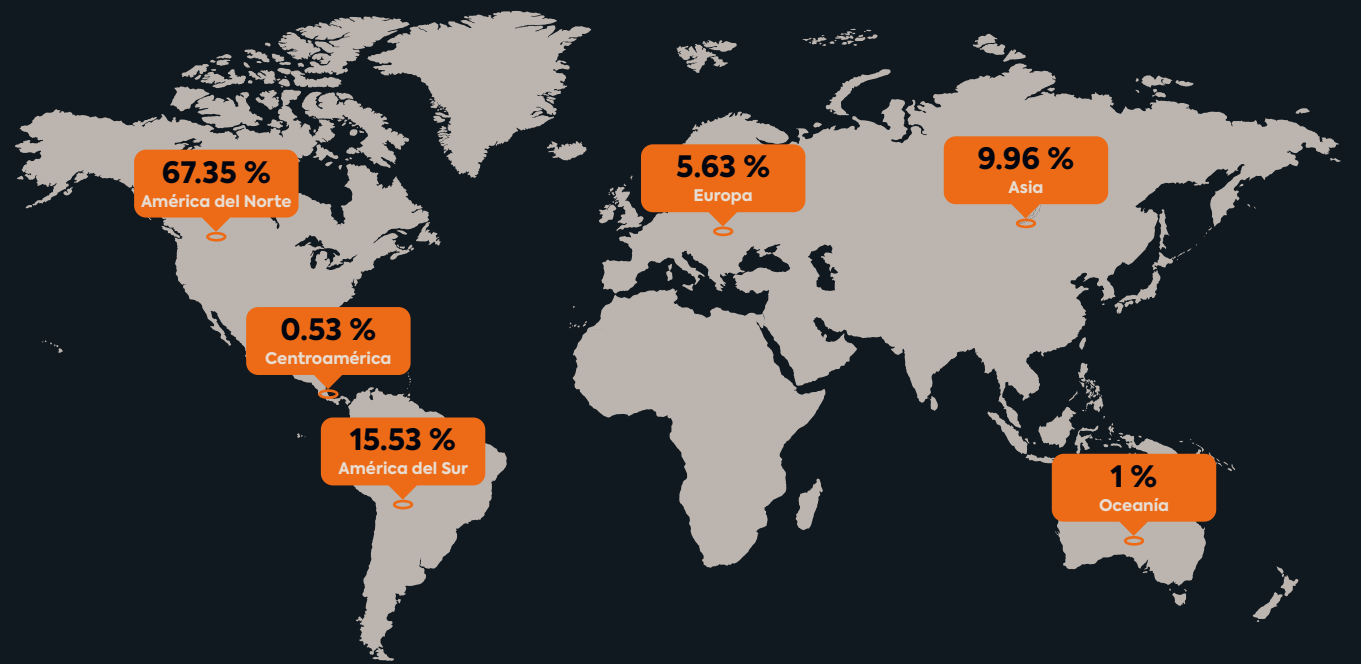 67.35 %
América del Norte
5.63 %
Europa
9.96 %
Asia
0.53 %
Centroamérica
15.53 %
América del Sur
1 %
Oceanía